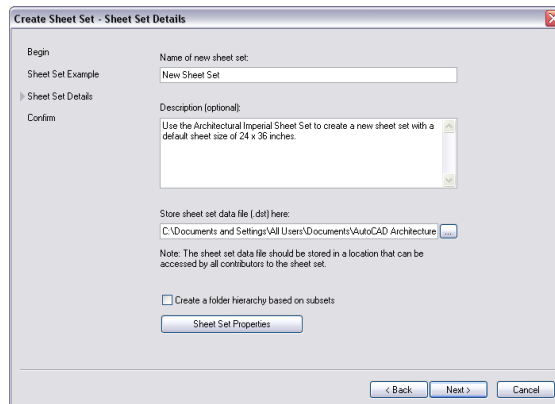 Create Sheet Set - Sheet Set Details
Begin
Sheet Set Example
Sheet Set Details
Confirm
Name of new sheet set:
New Sheet Set
Description (optional):
Use the Architectural Imperial Sheet Set to create a new sheet set with a
default sheet size of 24 x 36 inches.
Store sheet set data file (.dst) here:
C:\Documents and Settings\All Users\Documents\AutoCAD Architecture
...
Note: The sheet set data file should be stored in a location that can be
accessed by all contributors to the sheet set.
Create a folder hierarchy based on subsets
Sheet Set Properties
< Back
Next >
Cancel